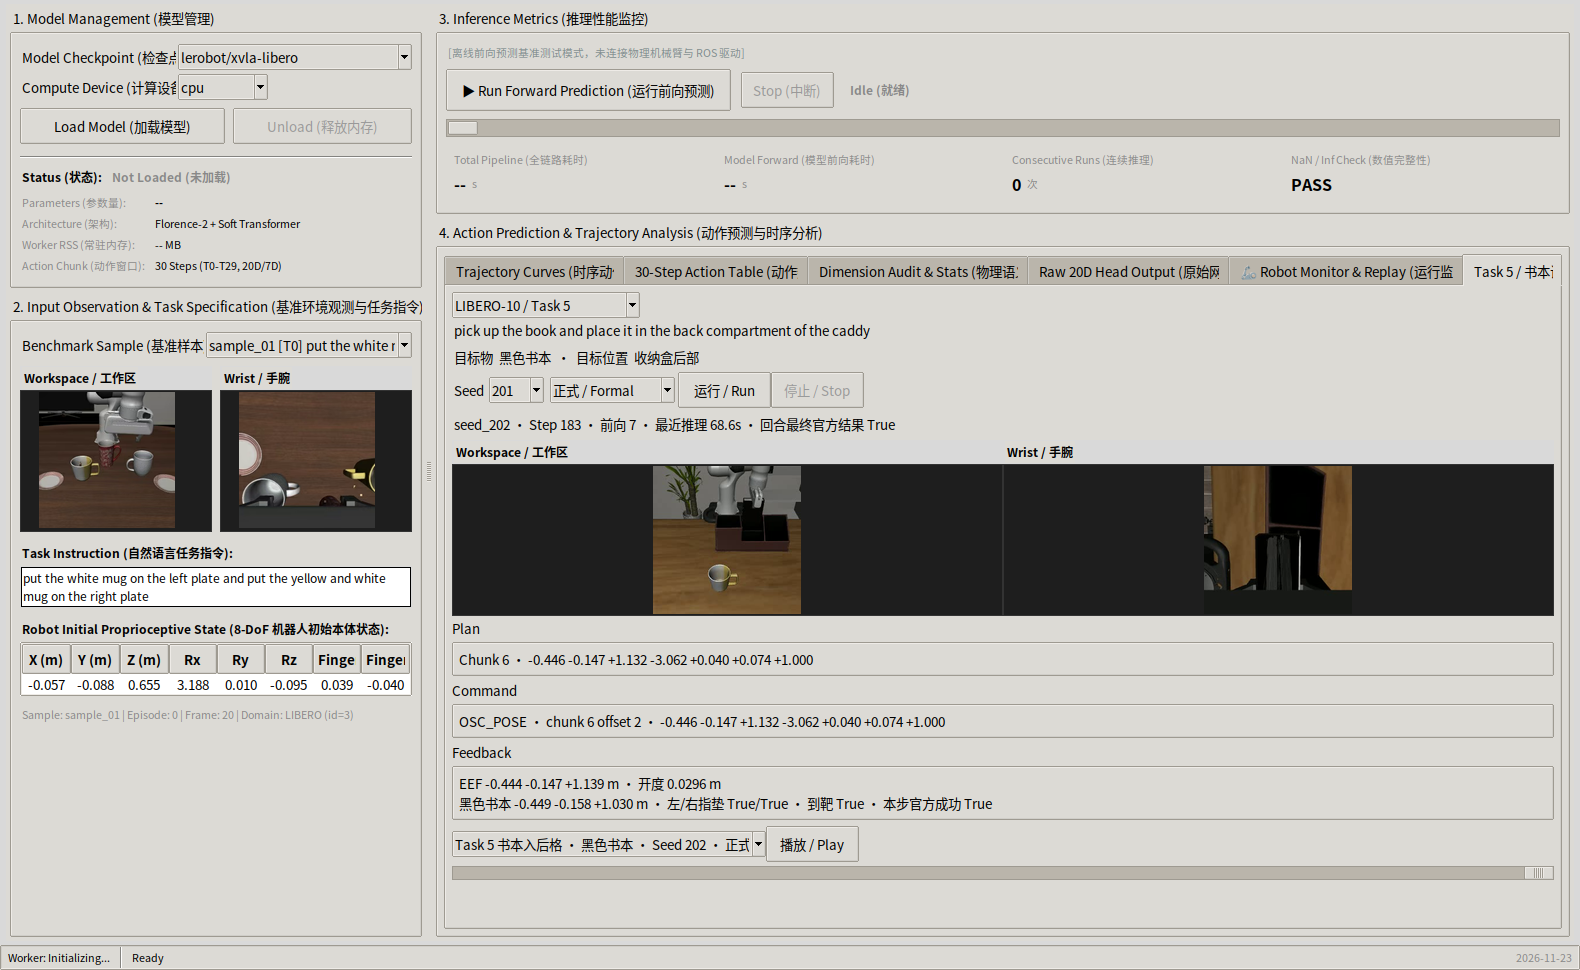 1. Model Management (模型管理)
Model Checkpoint (检查点
lerobot/xvla-libero
Compute Device (计算设备
cpu
Load Model (加载模型)
Unload (释放内存)
Status (状态): Not Loaded (未加载)
Parameters (参数量): --
Architecture (架构): Florence-2 + Soft Transformer
Worker RSS (常驻内存): -- MB
Action Chunk (动作窗口): 30 Steps (T0-T29, 20D/7D)
2. Input Observation & Task Specification (基准环境观测与任务指令)
Benchmark Sample (基准样本
sample_01 [T0] put the white
Workspace / 工作区
Wrist / 手腕
Task Instruction (自然语言任务指令):
put the white mug on the left plate and put the yellow and white
mug on the right plate
Robot Initial Proprioceptive State (8-DoF 机器人初始本体状态):
X (m) Y (m) Z (m) Rx Ry Rz Finge Finger
-0.057 -0.088 0.655 3.188 0.010 -0.095 0.039 -0.040
Sample: sample_01 | Episode: 0 | Frame: 20 | Domain: LIBERO (id=3)
3. Inference Metrics (推理性能监控)
[离线前向预测基准测试模式，未连接物理机械臂与 ROS 驱动]
▶ Run Forward Prediction (运行前向预测)
Stop (中断)
Idle (就绪)
Total Pipeline (全链路耗时) Model Forward (模型前向耗时) Consecutive Runs (连续推理) NaN / Inf Check (数值完整性)
-- s -- s 0 次 PASS
4. Action Prediction & Trajectory Analysis (动作预测与时序分析)
Trajectory Curves (时序动
30-Step Action Table (动作
Dimension Audit & Stats (物理语
Raw 20D Head Output (原始网
🦾 Robot Monitor & Replay (运行监
Task 5 / 书本
LIBERO-10 / Task 5
pick up the book and place it in the back compartment of the caddy
目标物 黑色书本 · 目标位置 收纳盒后部
Seed 201 正式 / Formal 运行 / Run 停止 / Stop
seed_202 · Step 183 · 前向 7 · 最近推理 68.6s · 回合最终官方结果 True
Workspace / 工作区
Wrist / 手腕
Plan
Chunk 6 · -0.446 -0.147 +1.132 -3.062 +0.040 +0.074 +1.000
Command
OSC_POSE · chunk 6 offset 2 · -0.446 -0.147 +1.132 -3.062 +0.040 +0.074 +1.000
Feedback
EEF -0.444 -0.147 +1.139 m · 开度 0.0296 m
黑色书本 -0.449 -0.158 +1.030 m · 左/右指垫 True/True · 到靶 True · 本步官方成功 True
Task 5 书本入后格 · 黑色书本 · Seed 202 · 正式
播放 / Play
Worker: Initializing...
Ready
2026-11-23